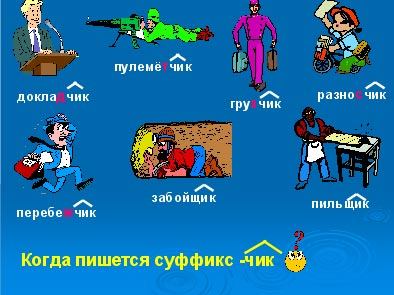 пулемётчик
докладчик
грузчик
разносчик
перебежчик
забойщик
пильщик
Когда пишется суффикс -чик ?